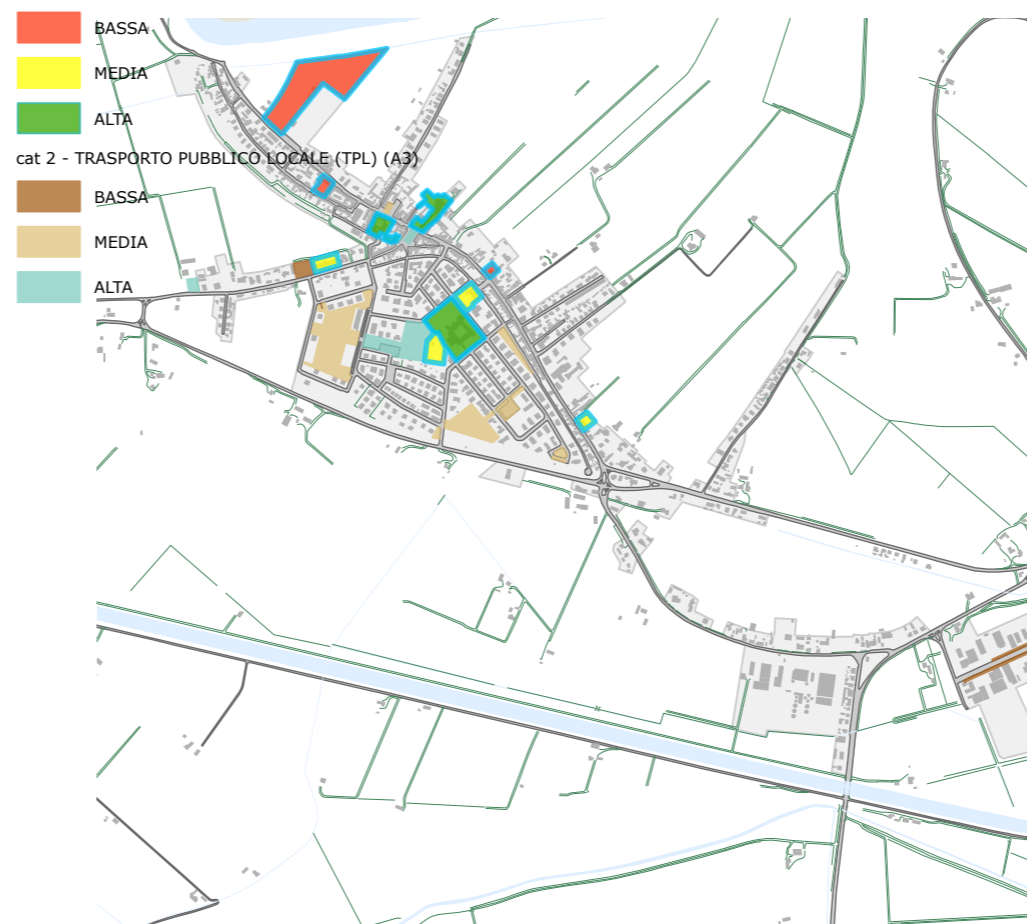 BASSA
MEDIA
ALTA
cat 2 - TRASPORTO PUBBLICO LOCALE (TPL) (A3)
BASSA
MEDIA
ALTA